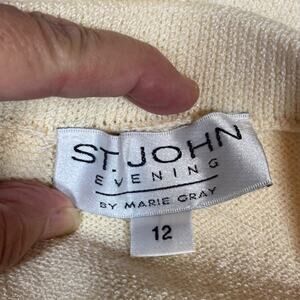 ST. JOHN
EVENING
BY MARIE GRAY
12